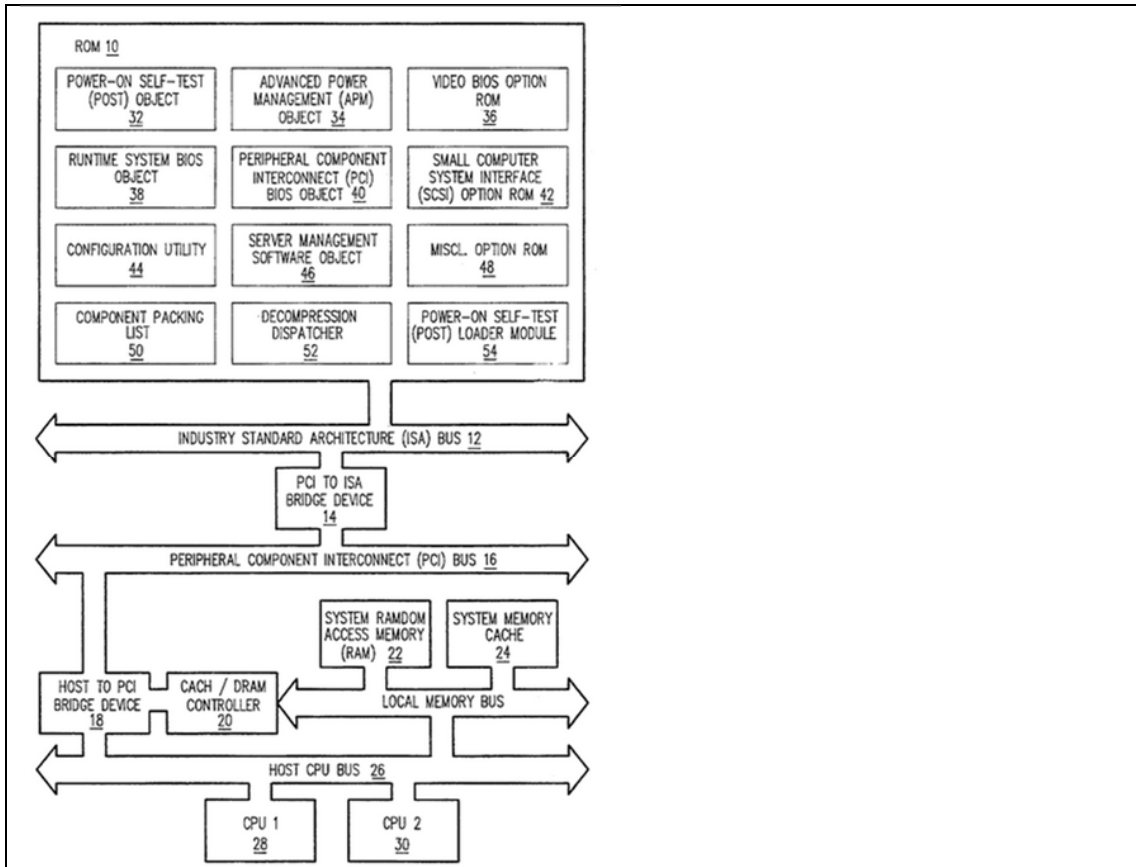 ROM 10
POWER-ON SELF-TEST
(POST) OBJECT
32
ADVANCED POWER
MANAGEMENT (APM)
OBJECT 34
VIDEO BIOS OPTION
ROM
36
RUNTIME SYSTEM BIOS
OBJECT
38
PERIPHERAL COMPONENT
INTERCONNECT (PCI)
BIOS OBJECT 40
SMALL COMPUTER
SYSTEM INTERFACE
(SCSI) OPTION ROM 42
CONFIGURATION UTILITY
44
SERVER MANAGEMENT
SOFTWARE OBJECT
46
MISCL. OPTION ROM
48
COMPONENT PACKING
LIST
50
DECOMPRESSION
DISPATCHER
52
POWER-ON SELF-TEST
(POST) LOADER MODULE
54
INDUSTRY STANDARD ARCHITECTURE (ISA) BUS 12
PCI TO ISA
BRIDGE DEVICE
14
PERIPHERAL COMPONENT INTERCONNECT (PCI) BUS 16
SYSTEM RAMDOM
ACCESS MEMORY
(RAM) 22
SYSTEM MEMORY
CACHE
24
HOST TO PCI
BRIDGE DEVICE
18
CACH / DRAM
CONTROLLER
20
LOCAL MEMORY BUS
HOST CPU BUS 26
CPU 1
28
CPU 2
30